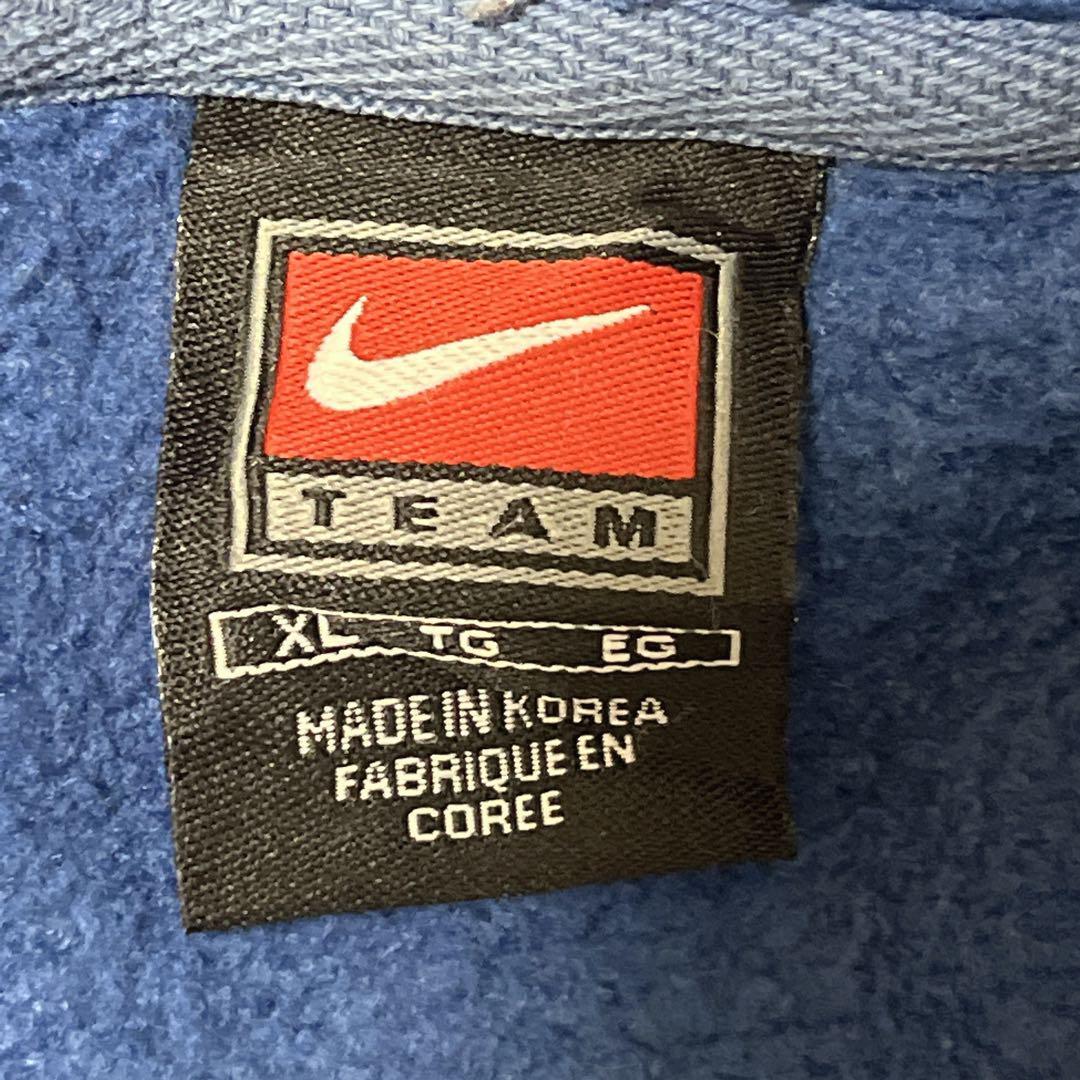 TEAM
XL TG EG
MADE IN KOREA
FABRIQUE EN
COREE